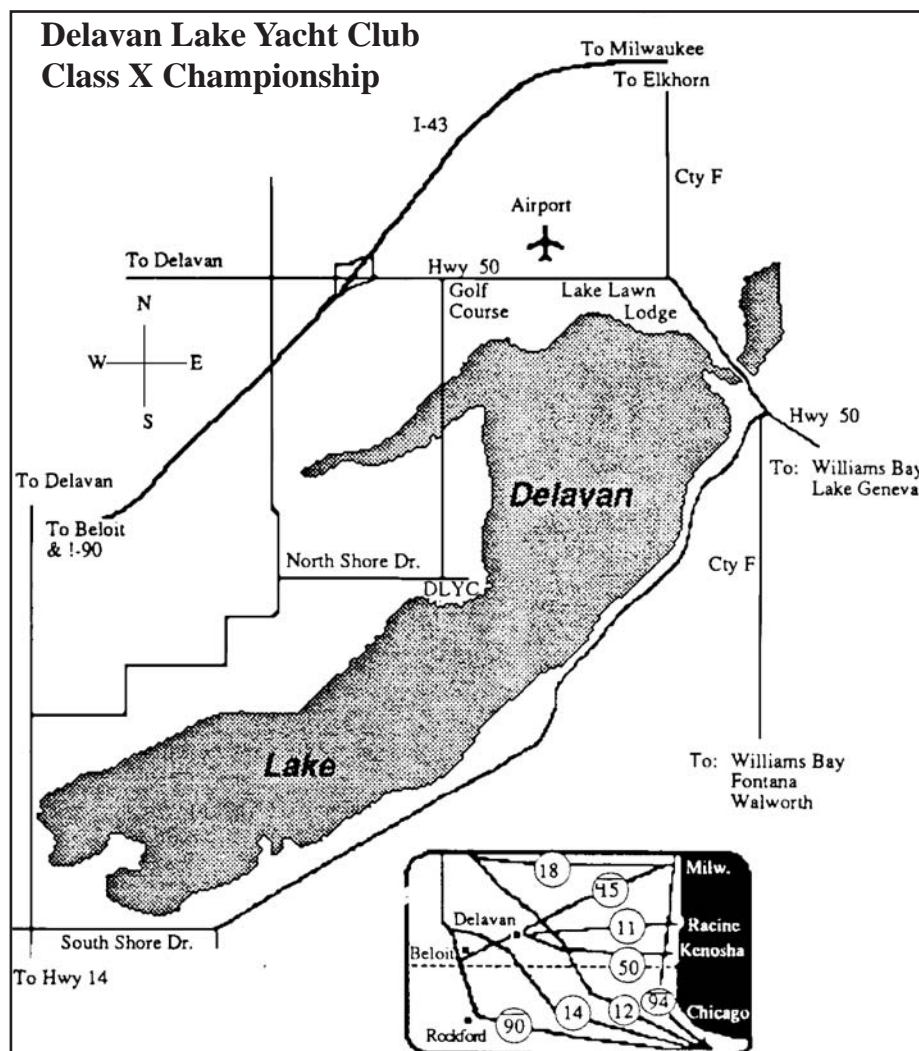 Delavan Lake Yacht Club
Class X Championship
To Milwaukee
To Elkhorn
I-43
Cty F
Airport
To Delavan
Hwy 50
Golf
Course
Lake Lawn
Lodge
N
W
E
S
Hwy 50
To Delavan
To: Williams Bay
Lake Geneva
Delavan
To Beloit
& !-90
North Shore Dr.
Cty F
DLYC
Lake
To: Williams Bay
Fontana
Walworth
South Shore Dr.
To Hwy 14
18
Milw.
15
Delavan
11
Racine
Beloit
Kenosha
50
94
14
12
Chicago
90
Rockford